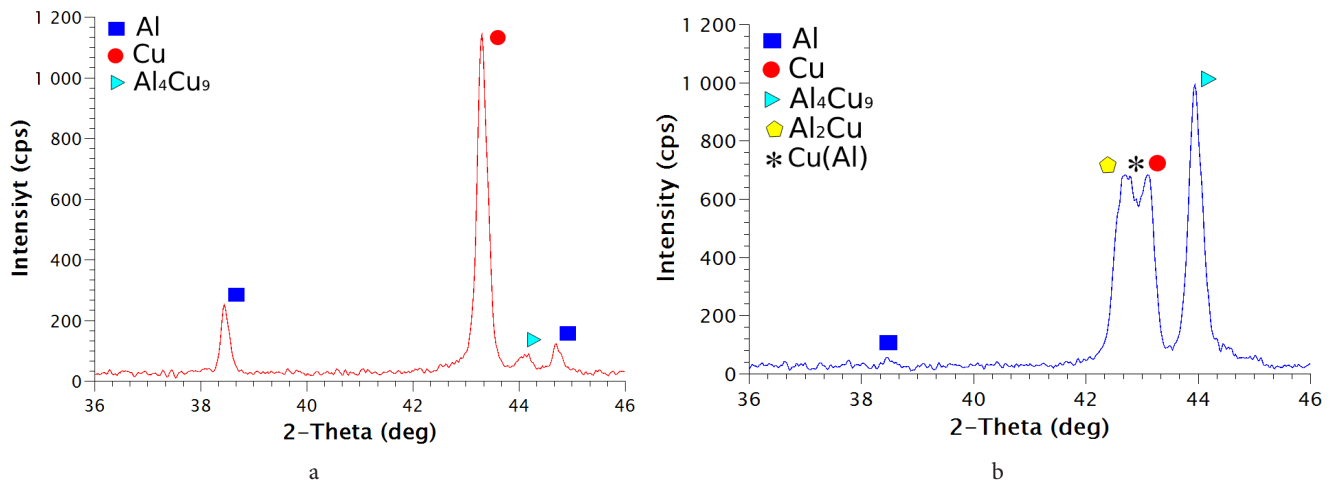 Al
Cu
Al₄Cu₉
1 200
1 000
800
600
400
200
0
Intensiyt (cps)
36
38
40
42
44
46
2-Theta (deg)
a
Al
Cu
Al₄Cu₉
Al₂Cu
*Cu(Al)
*
1 200
1 000
800
600
400
200
0
Intensity (cps)
36
38
40
42
44
46
2-Theta (deg)
b